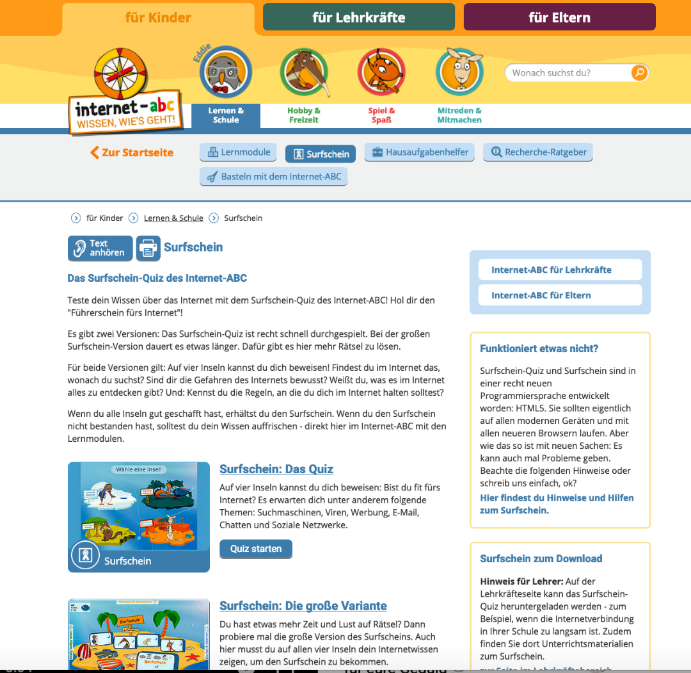 für Kinder
für Lehrkräfte
für Eltern
Eddie
internet-abc
WISSEN, WIE'S GEHT!
Lernen &
Schule
Hobby &
Freizeit
Spiel &
Spaß
Mitreden &
Mitmachen
Wonach suchst du?
Zur Startseite
Lernmodule
Surfschein
Hausaufgabenhelfer
Recherche-Ratgeber
Basteln mit dem Internet-ABC
für Kinder
Lernen & Schule
Surfschein
Text
anhören
Surfschein
Das Surfschein-Quiz des Internet-ABC
Teste dein Wissen über das Internet mit dem Surfschein-Quiz des Internet-ABC! Hol dir den
"Führerschein fürs Internet"!
Es gibt zwei Versionen: Das Surfschein-Quiz ist recht schnell durchgespielt. Bei der großen
Surfschein-Version dauert es etwas länger. Dafür gibt es hier mehr Rätsel zu lösen.
Für beide Versionen gilt: Auf vier Inseln kannst du dich beweisen! Findest du im Internet das,
wonach du suchst? Sind dir die Gefahren des Internets bewusst? Weißt du, was es im Internet
alles zu entdecken gibt? Und: Kennst du die Regeln, an die du dich im Internet halten solltest?
Wenn du alle Inseln gut geschafft hast, erhältst du den Surfschein. Wenn du den Surfschein
nicht bestanden hast, solltest du dein Wissen auffrischen - direkt hier im Internet-ABC mit den
Lernmodulen.
Wähle eine Insel!
Surfschein
Surfschein: Das Quiz
Auf vier Inseln kannst du dich beweisen: Bist du fit fürs
Internet? Es erwarten dich unter anderem folgende
Themen: Suchmaschinen, Viren, Werbung, E-Mail,
Chatten und Soziale Netzwerke.
Quiz starten
Surfschein: Die große Variante
Du hast etwas mehr Zeit und Lust auf Rätsel? Dann
probiere mal die große Version des Surfscheins. Auch
hier musst du auf allen vier Inseln dein Internetwissen
zeigen, um den Surfschein zu bekommen.
Internet-ABC für Lehrkräfte
Internet-ABC für Eltern
Funktioniert etwas nicht?
Surfschein-Quiz und Surfschein sind in
einer recht neuen
Programmiersprache entwickelt
worden: HTML5. Sie sollten eigentlich
auf allen modernen Geräten und mit
allen neueren Browsern laufen. Aber
wie das so ist mit neuen Sachen: Es
kann auch mal Probleme geben.
Beachte die folgenden Hinweise oder
schreib uns einfach, ok?
Hier findest du Hinweise und Hilfen
zum Surfschein.
Surfschein zum Download
Hinweis für Lehrer: Auf der
Lehrkräfteseite kann das Surfschein-
Quiz heruntergeladen werden - zum
Beispiel, wenn die Internetverbindung
in Ihrer Schule zu langsam ist. Zudem
finden Sie dort Unterrichtsmaterialien
zum Surfschein.